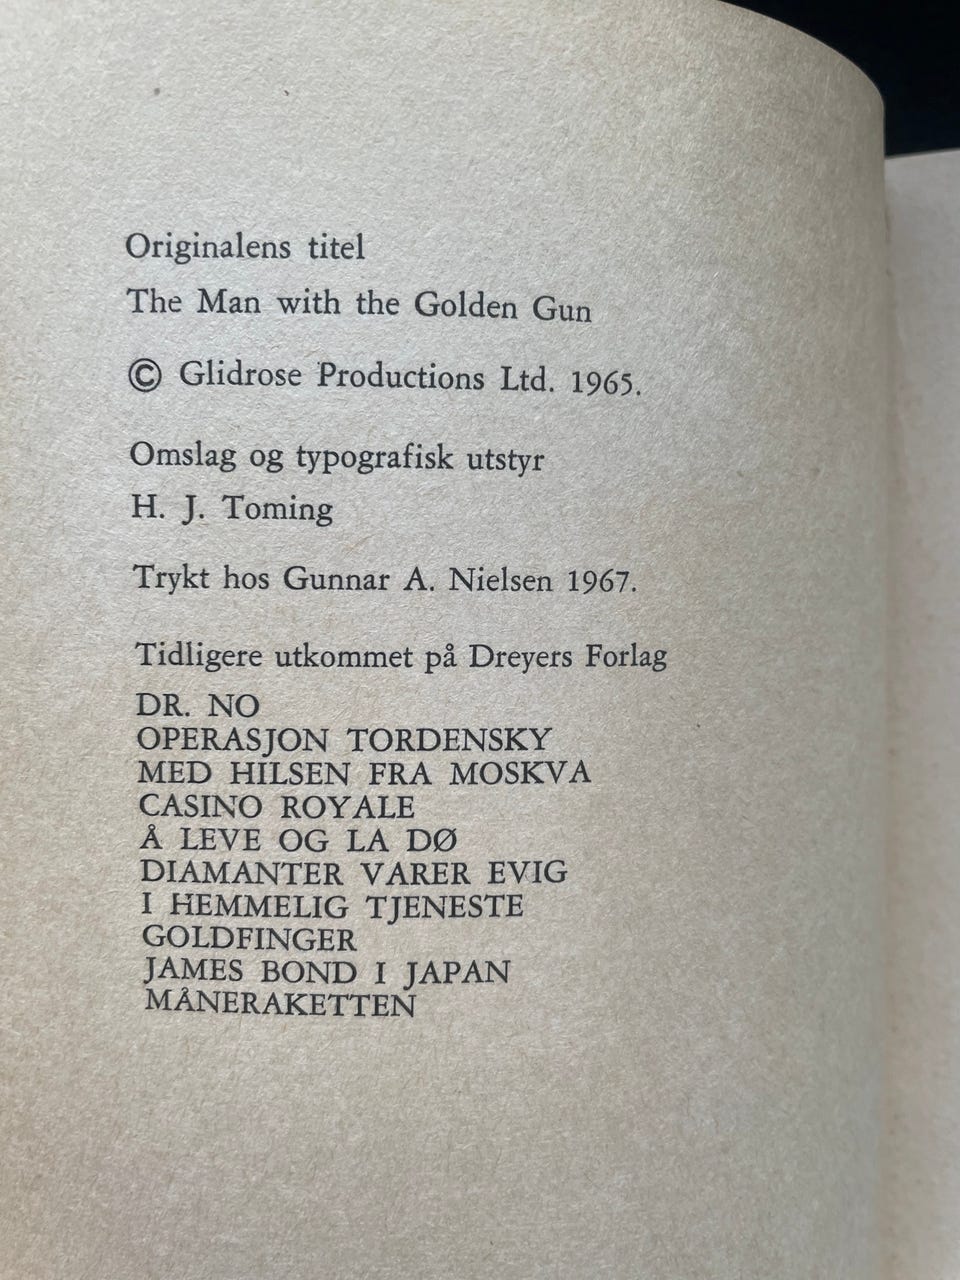 Originalens titel
The Man with the Golden Gun
© Glidrose Productions Ltd. 1965.
Omslag og typografisk utstyr
H. J. Toming
Trykt hos Gunnar A. Nielsen 1967.
Tidligere utkommet på Dreyers Forlag
DR. NO
OPERASJON TORDENSKY
MED HILSEN FRA MOSKVA
CASINO ROYALE
Å LEVE OG LA DØ
DIAMANTER VARER EVIG
I HEMMELIG TJENESTE
GOLDFINGER
JAMES BOND I JAPAN
MÅNERAKETTEN